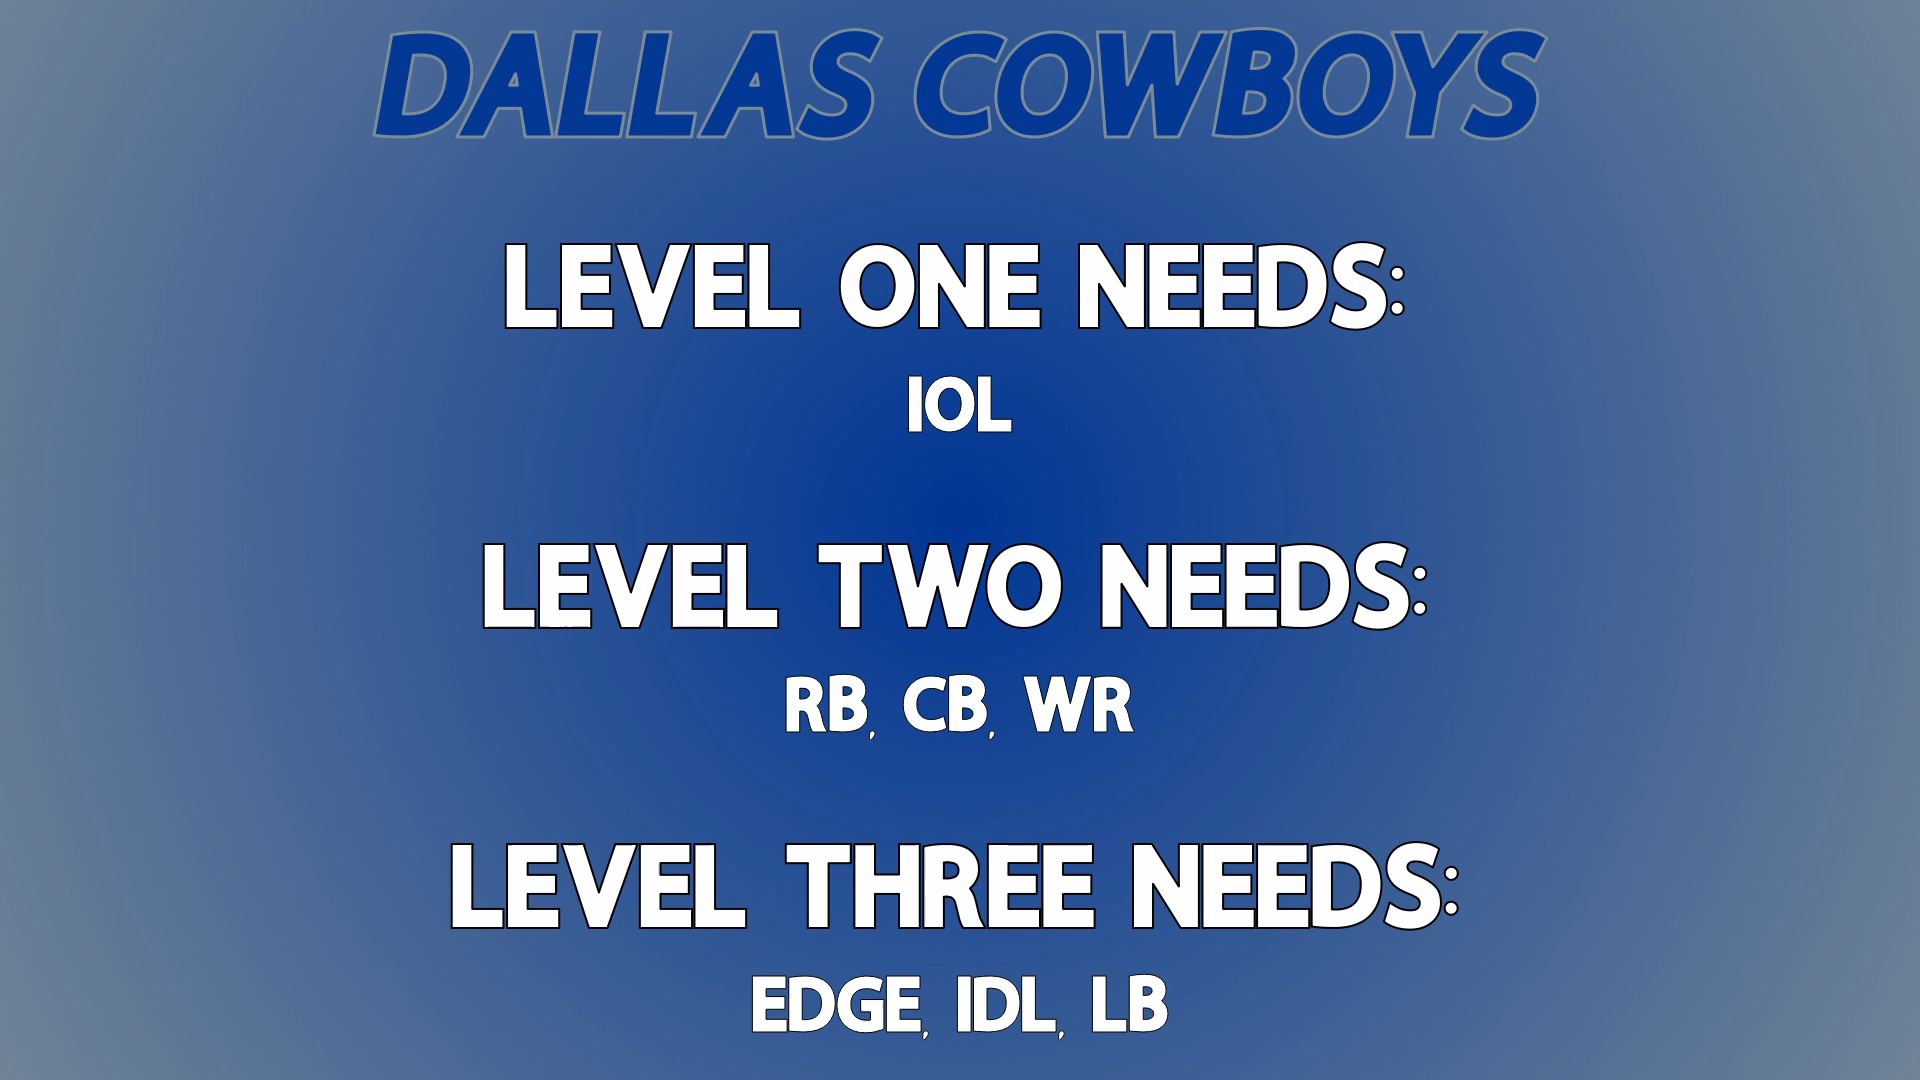 DALLAS COWBOYS
LEVEL ONE NEEDS:
IOL
LEVEL TWO NEEDS:
RB, CB, WR
LEVEL THREE NEEDS:
EDGE, IDL, LB